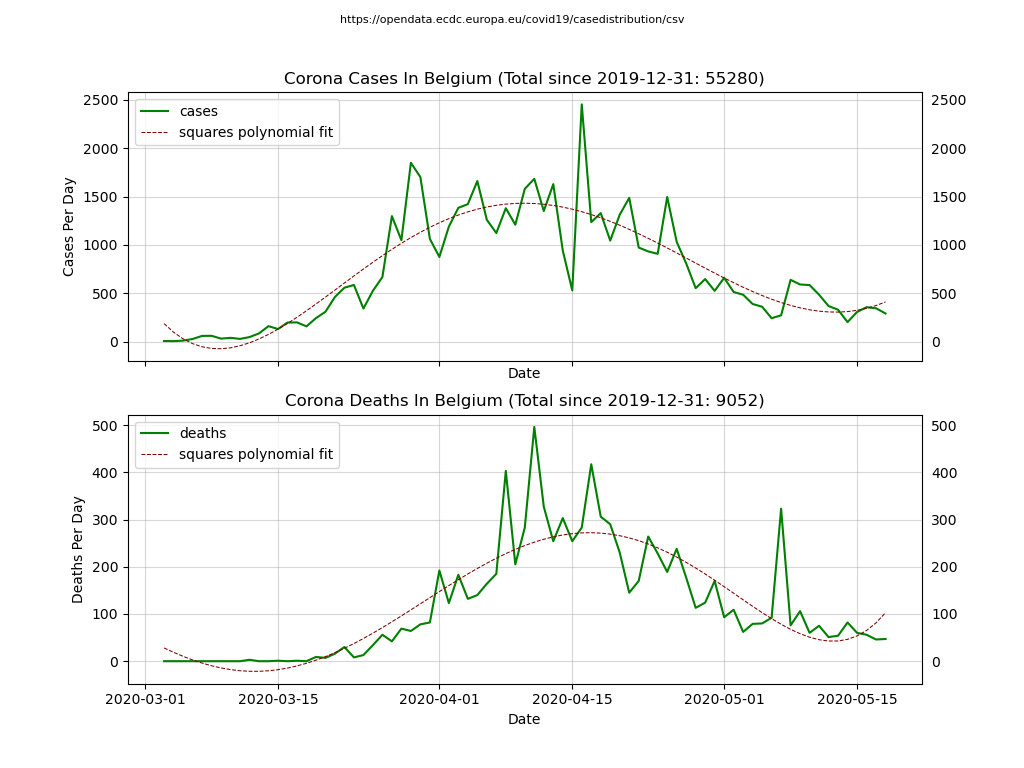 https://opendata.ecdc.europa.eu/covid19/casedistribution/csv
Corona Cases In Belgium (Total since 2019-12-31: 55280)
cases
squares polynomial fit
Cases Per Day
2500 2500
2000 2000
1500 1500
1000 1000
500 500
0 0
Date
Corona Deaths In Belgium (Total since 2019-12-31: 9052)
deaths
squares polynomial fit
Deaths Per Day
500 500
400 400
300 300
200 200
100 100
0 0
2020-03-01 2020-03-15 2020-04-01 2020-04-15 2020-05-01 2020-05-15
Date